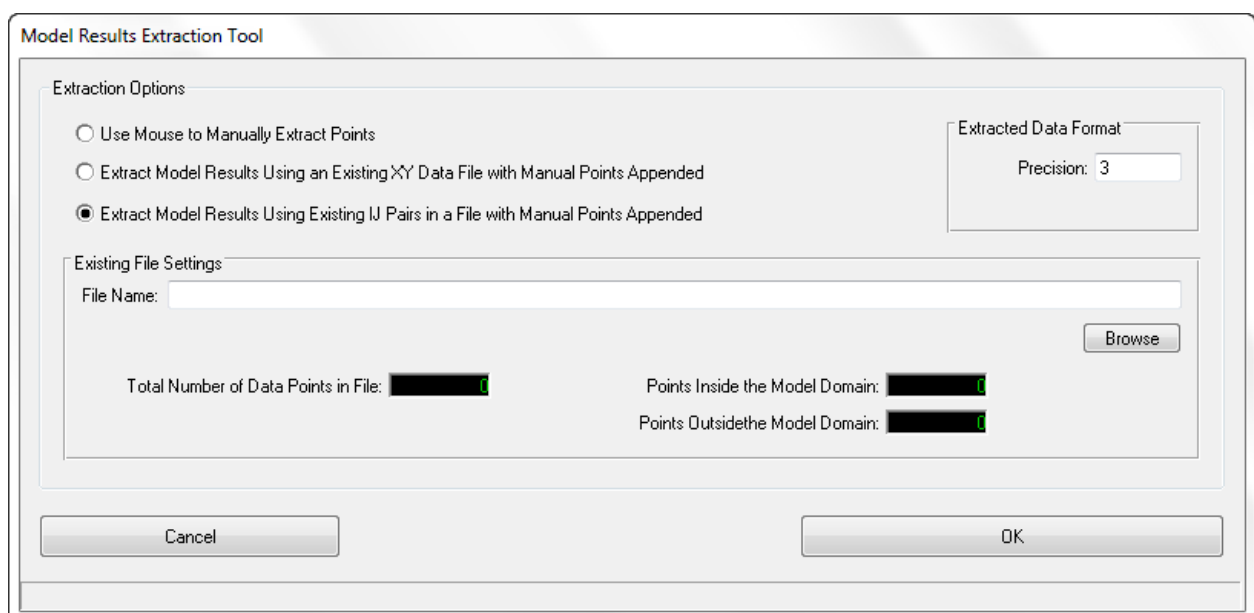 Model Results Extraction Tool
Extraction Options
Use Mouse to Manually Extract Points
Extracted Data Format
Precision: 3
Extract Model Results Using an Existing XY Data File with Manual Points Appended
Extract Model Results Using Existing IJ Pairs in a File with Manual Points Appended
Existing File Settings
File Name:
Browse
Total Number of Data Points in File: 0
Points Inside the Model Domain: 0
Points Outsidethe Model Domain: 0
Cancel
OK